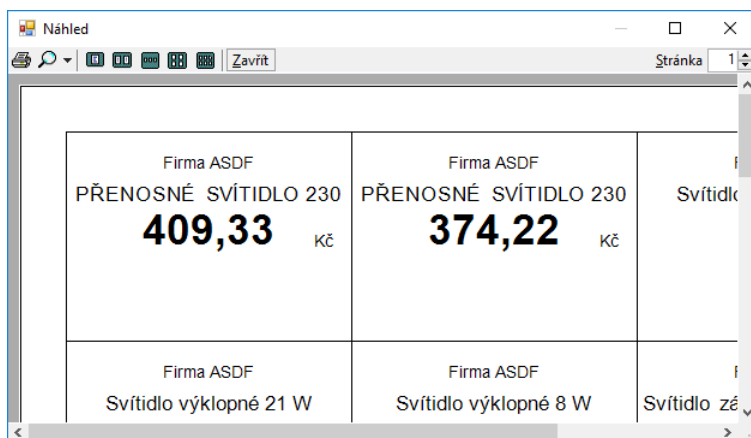 Náhled
Zavřít
Stránka 1
Firma ASDF
PŘENOSNÉ SVÍTIDLO 230
409,33 Kč
Firma ASDF
PŘENOSNÉ SVÍTIDLO 230
374,22 Kč
Firma ASDF
Svítidlo výklopné 21 W
Firma ASDF
Svítidlo výklopné 8 W
Svítidlo